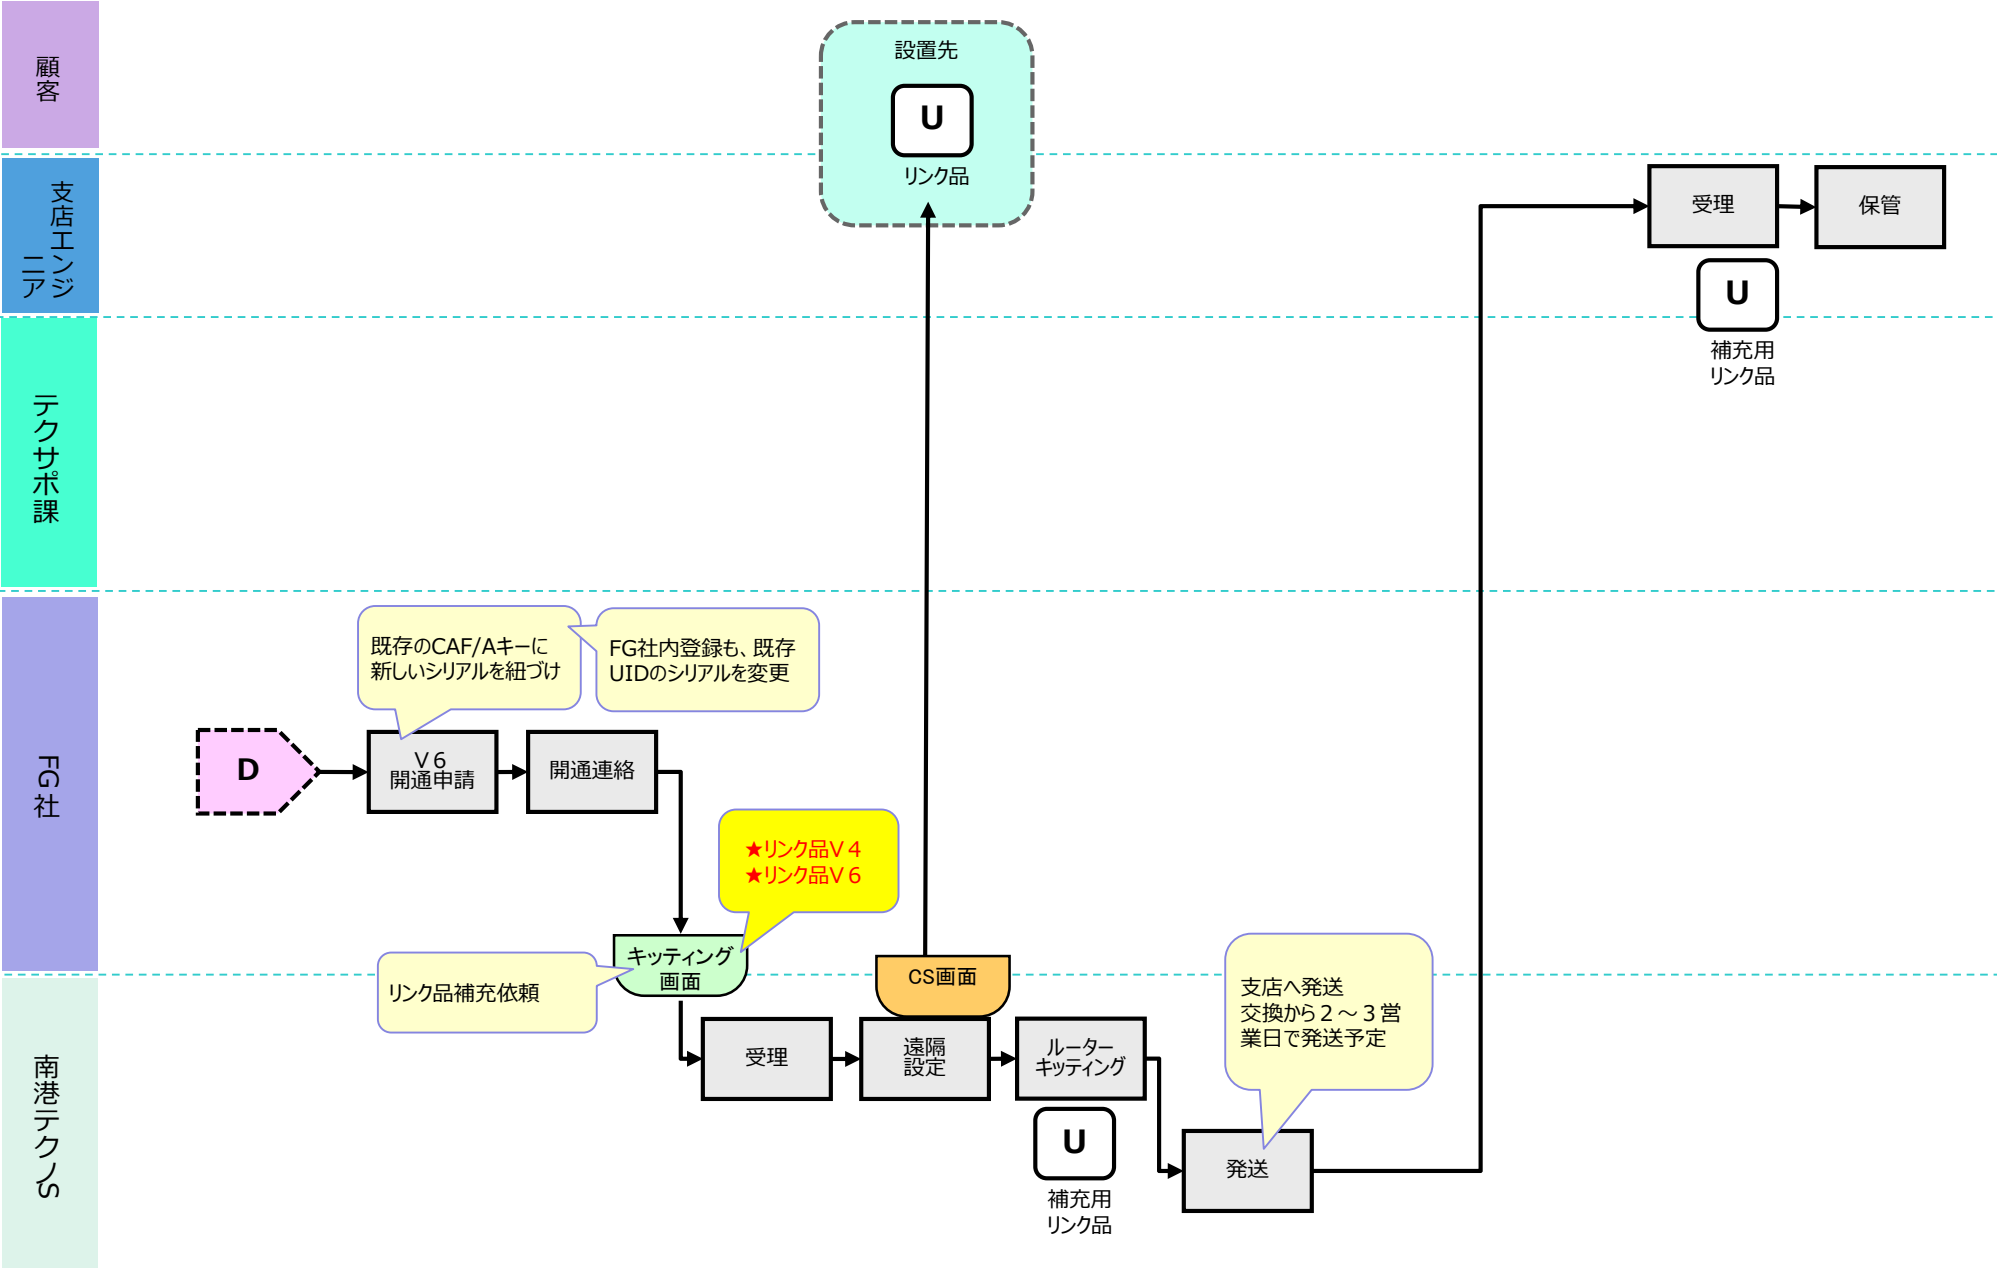 顧客
設置先
U
リンク品
支店エンジ
ニア
受理
保管
U
補充用
リンク品
テクサポ課
FG社
既存のCAF/Aキーに
新しいシリアルを紐づけ
FG社内登録も、既存
UIDのシリアルを変更
D
V6
開通申請
開通連絡
★リンク品V4
★リンク品V6
キッティング
画面
リンク品補充依頼
CS画面
支店へ発送
交換から2～3営
業日で発送予定
南港テクノS
受理
遠隔
設定
ルーター
キッティング
U
補充用
リンク品
発送